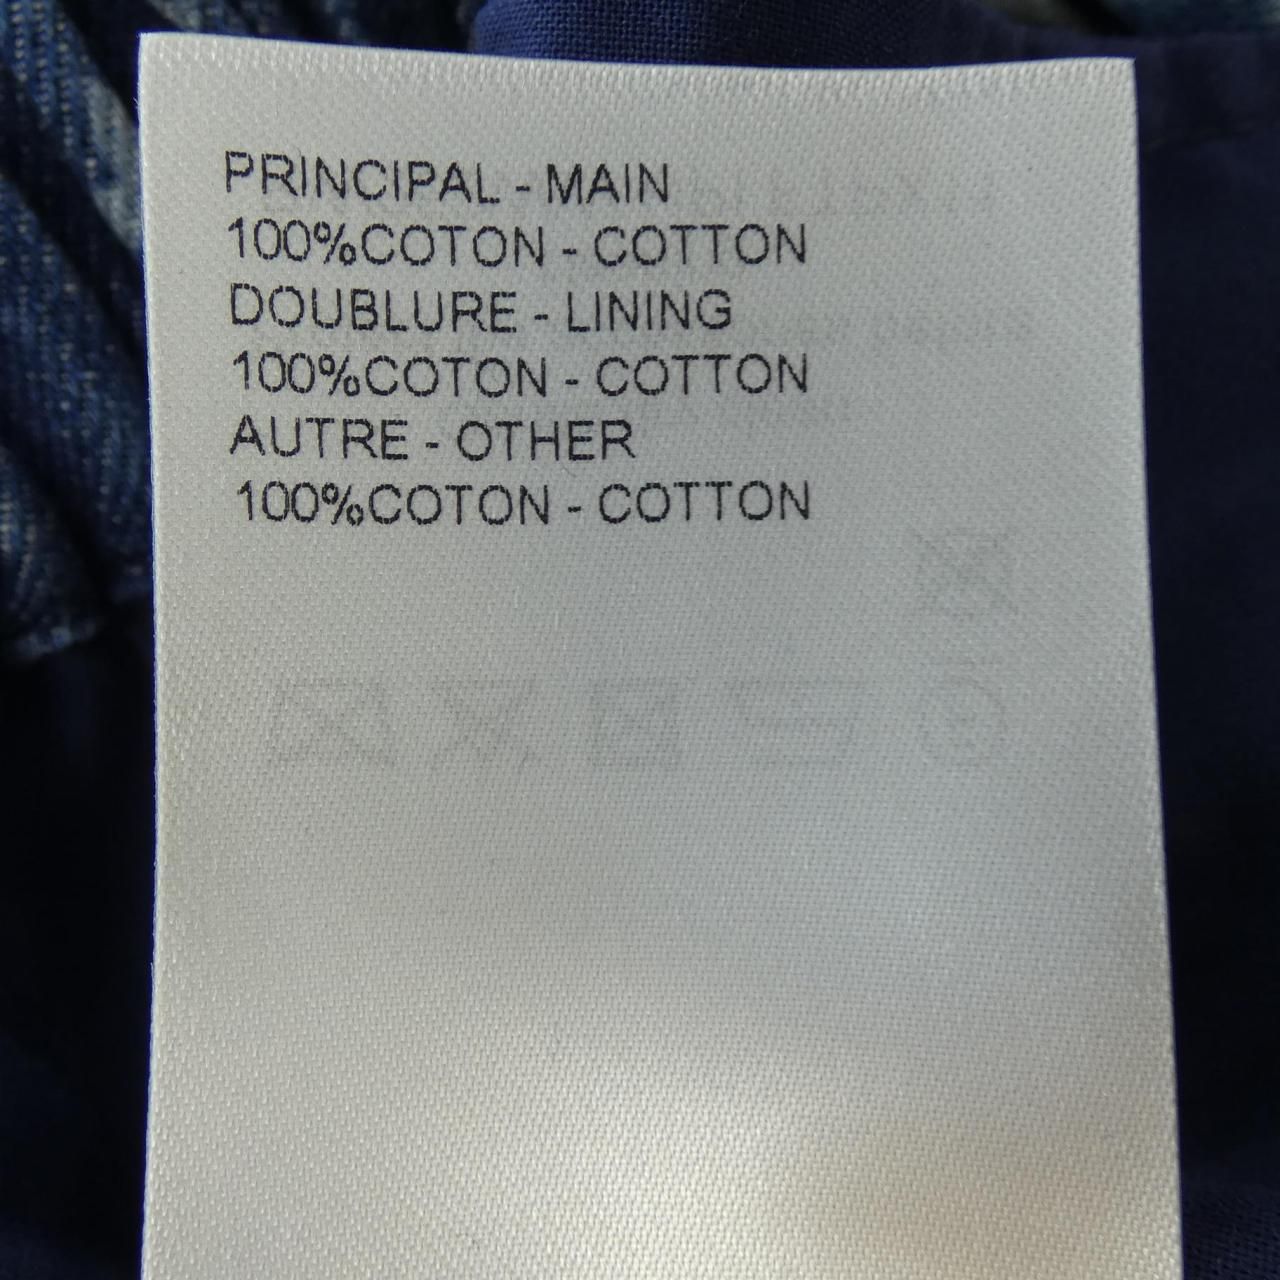 PRINCIPAL - MAIN
100%COTON - COTTON
DOUBLURE - LINING
100%COTON - COTTON
AUTRE - OTHER
100%COTON - COTTON